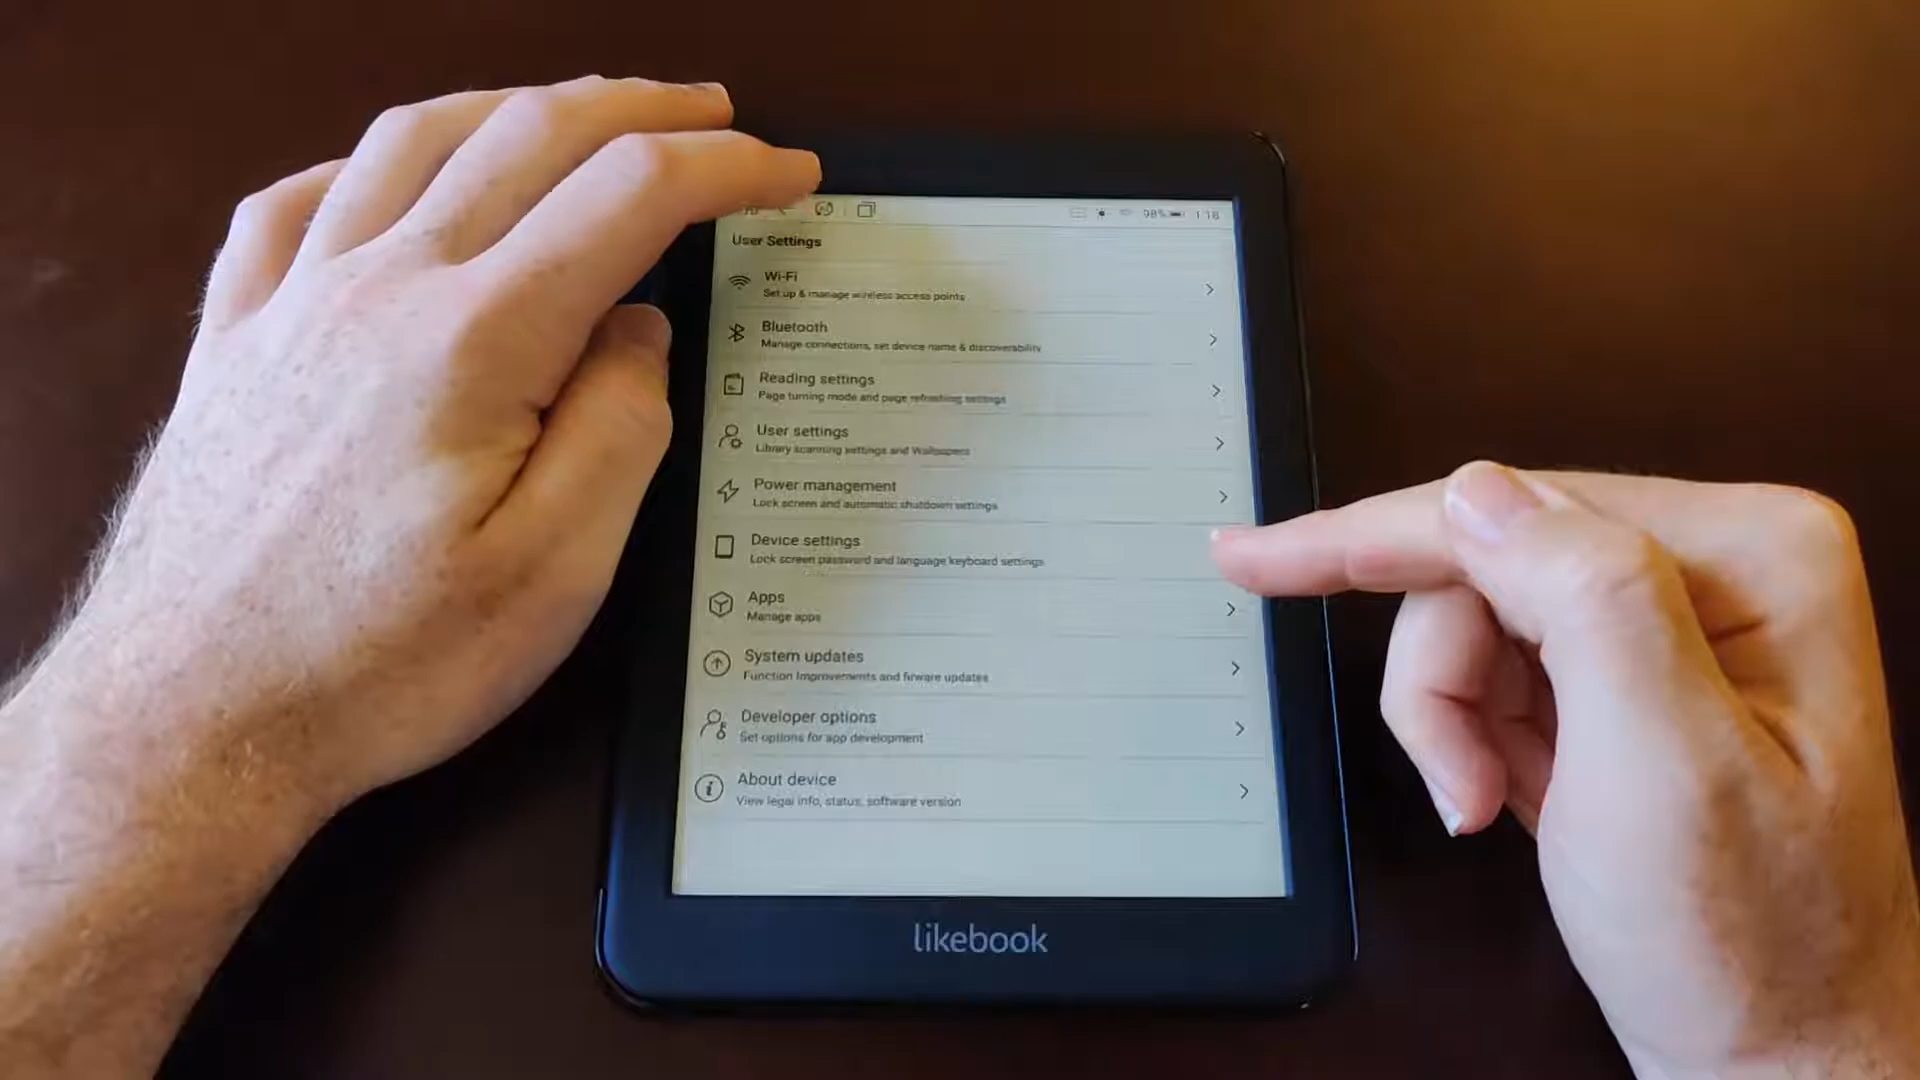 98% 1:18
User Settings
Wi-Fi
Set up & manage wireless access points
Bluetooth
Manage connections, set device name & discoverability
Reading settings
Page turning mode and page refreshing settings
User settings
Library scanning settings and Wallpapers
Power management
Lock screen and automatic shutdown settings
Device settings
Lock screen password and language keyboard settings
Apps
Manage apps
System updates
Function Improvements and firware updates
Developer options
Set options for app development
About device
View legal info, status, software version
likebook